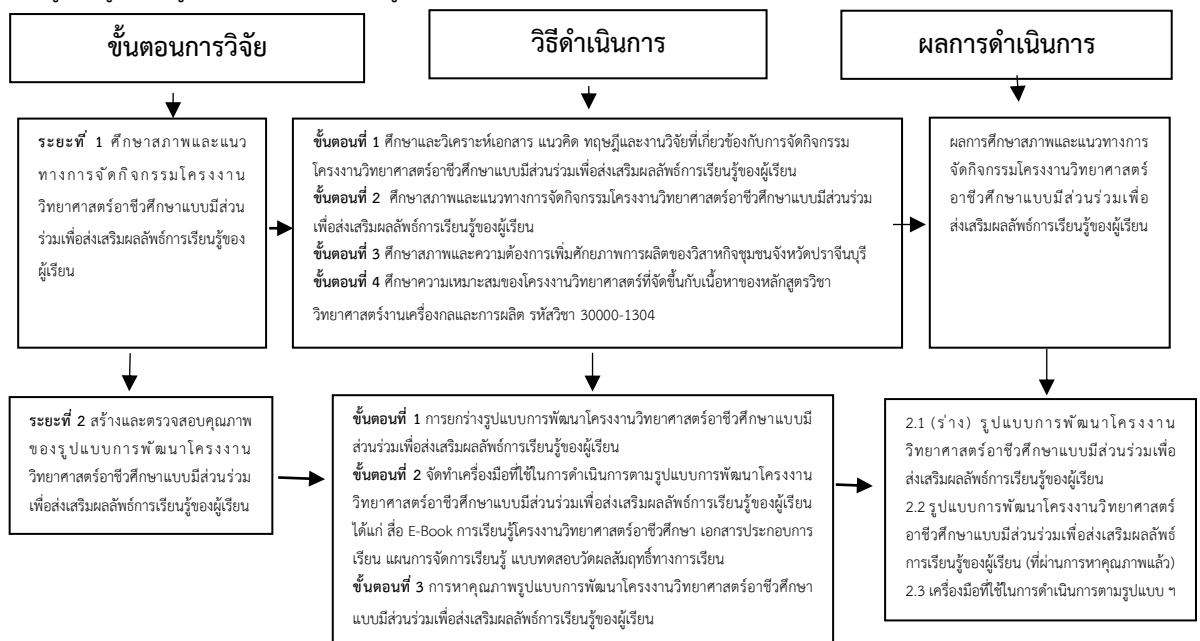 ขั้นตอนการวิจัย
วิธีดำเนินการ
ผลการดำเนินการ
ระยะที่ 1 ศึกษาสภาพและแนว
ทางการจัดกิจกรรมโครงงาน
วิทยาศาสตร์อาชีวศึกษาแบบมีส่วน
ร่วมเพื่อส่งเสริมผลลัพธ์การเรียนรู้ของ
ผู้เรียน
ขั้นตอนที่ 1 ศึกษาและวิเคราะห์เอกสาร แนวคิด ทฤษฎีและงานวิจัยที่เกี่ยวข้องกับการจัดกิจกรรม
โครงงานวิทยาศาสตร์อาชีวศึกษาแบบมีส่วนร่วมเพื่อส่งเสริมผลลัพธ์การเรียนรู้ของผู้เรียน
ขั้นตอนที่ 2 ศึกษาสภาพและแนวทางการจัดกิจกรรมโครงงานวิทยาศาสตร์อาชีวศึกษาแบบมีส่วนร่วม
เพื่อส่งเสริมผลลัพธ์การเรียนรู้ของผู้เรียน
ขั้นตอนที่ 3 ศึกษาสภาพและความต้องการเพิ่มศักยภาพการผลิตของวิสาหกิจชุมชนจังหวัดปราจีนบุรี
ขั้นตอนที่ 4 ศึกษาความเหมาะสมของโครงงานวิทยาศาสตร์ที่จัดขึ้นกับเนื้อหาของหลักสูตรวิชา
วิทยาศาสตร์งานเครื่องกลและการผลิต รหัสวิชา 30000-1304
ผลการศึกษาสภาพและแนวทางการ
จัดกิจกรรมโครงงานวิทยาศาสตร์
อาชีวศึกษาแบบมีส่วนร่วมเพื่อ
ส่งเสริมผลลัพธ์การเรียนรู้ของผู้เรียน
ระยะที่ 2 สร้างและตรวจสอบคุณภาพ
ของรูปแบบการพัฒนาโครงงาน
วิทยาศาสตร์อาชีวศึกษาแบบมีส่วนร่วม
เพื่อส่งเสริมผลลัพธ์การเรียนรู้ของผู้เรียน
ขั้นตอนที่ 1 การยกร่างรูปแบบการพัฒนาโครงงานวิทยาศาสตร์อาชีวศึกษาแบบมี
ส่วนร่วมเพื่อส่งเสริมผลลัพธ์การเรียนรู้ของผู้เรียน
ขั้นตอนที่ 2 จัดทำเครื่องมือที่ใช้ในการดำเนินการตามรูปแบบการพัฒนาโครงงาน
วิทยาศาสตร์อาชีวศึกษาแบบมีส่วนร่วมเพื่อส่งเสริมผลลัพธ์การเรียนรู้ของผู้เรียน
ได้แก่ สื่อ E-Book การเรียนรู้โครงงานวิทยาศาสตร์อาชีวศึกษา เอกสารประกอบการ
เรียน แผนการจัดการเรียนรู้ แบบทดสอบวัดผลสัมฤทธิ์ทางการเรียน
ขั้นตอนที่ 3 การหาคุณภาพรูปแบบการพัฒนาโครงงานวิทยาศาสตร์อาชีวศึกษา
แบบมีส่วนร่วมเพื่อส่งเสริมผลลัพธ์การเรียนรู้ของผู้เรียน
2.1 (ร่าง) รูปแบบการพัฒนาโครงงาน
วิทยาศาสตร์อาชีวศึกษาแบบมีส่วนร่วมเพื่อ
ส่งเสริมผลลัพธ์การเรียนรู้ของผู้เรียน
2.2 รูปแบบการพัฒนาโครงงานวิทยาศาสตร์
อาชีวศึกษาแบบมีส่วนร่วมเพื่อส่งเสริมผลลัพธ์
การเรียนรู้ของผู้เรียน (ที่ผ่านการหาคุณภาพแล้ว)
2.3 เครื่องมือที่ใช้ในการดำเนินการตามรูปแบบ ฯ